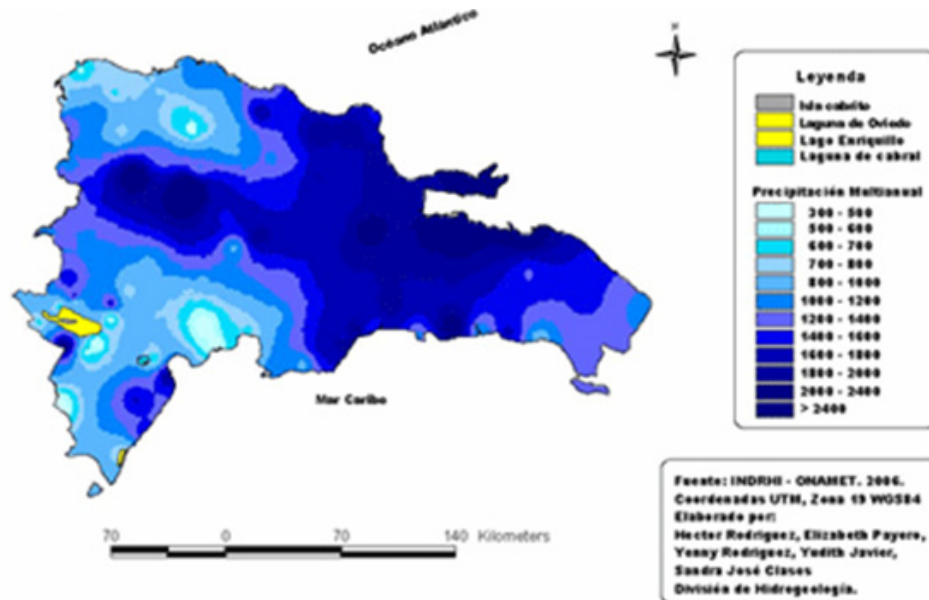 Océano Atlántico
N
Leyenda
Isla cabrito
Laguna de Oviedo
Lago Enriquillo
Laguna de cabral
Precipitación Multianual
300 - 500
500 - 600
600 - 700
700 - 800
800 - 1000
1000 - 1200
1200 - 1400
1400 - 1600
1600 - 1800
1800 - 2000
2000 - 2400
> 2400
Mar Caribe
70 0 70 140 Kilometers
Fuente: INDRHI - ONAMET. 2006.
Coordenadas UTM, Zona 19 WGS84
Elaborado por:
Hector Rodriguez, Elizabeth Payero,
Yenny Rodriguez, Yudith Javier,
Sandra José Clases
División de Hidrogeología.